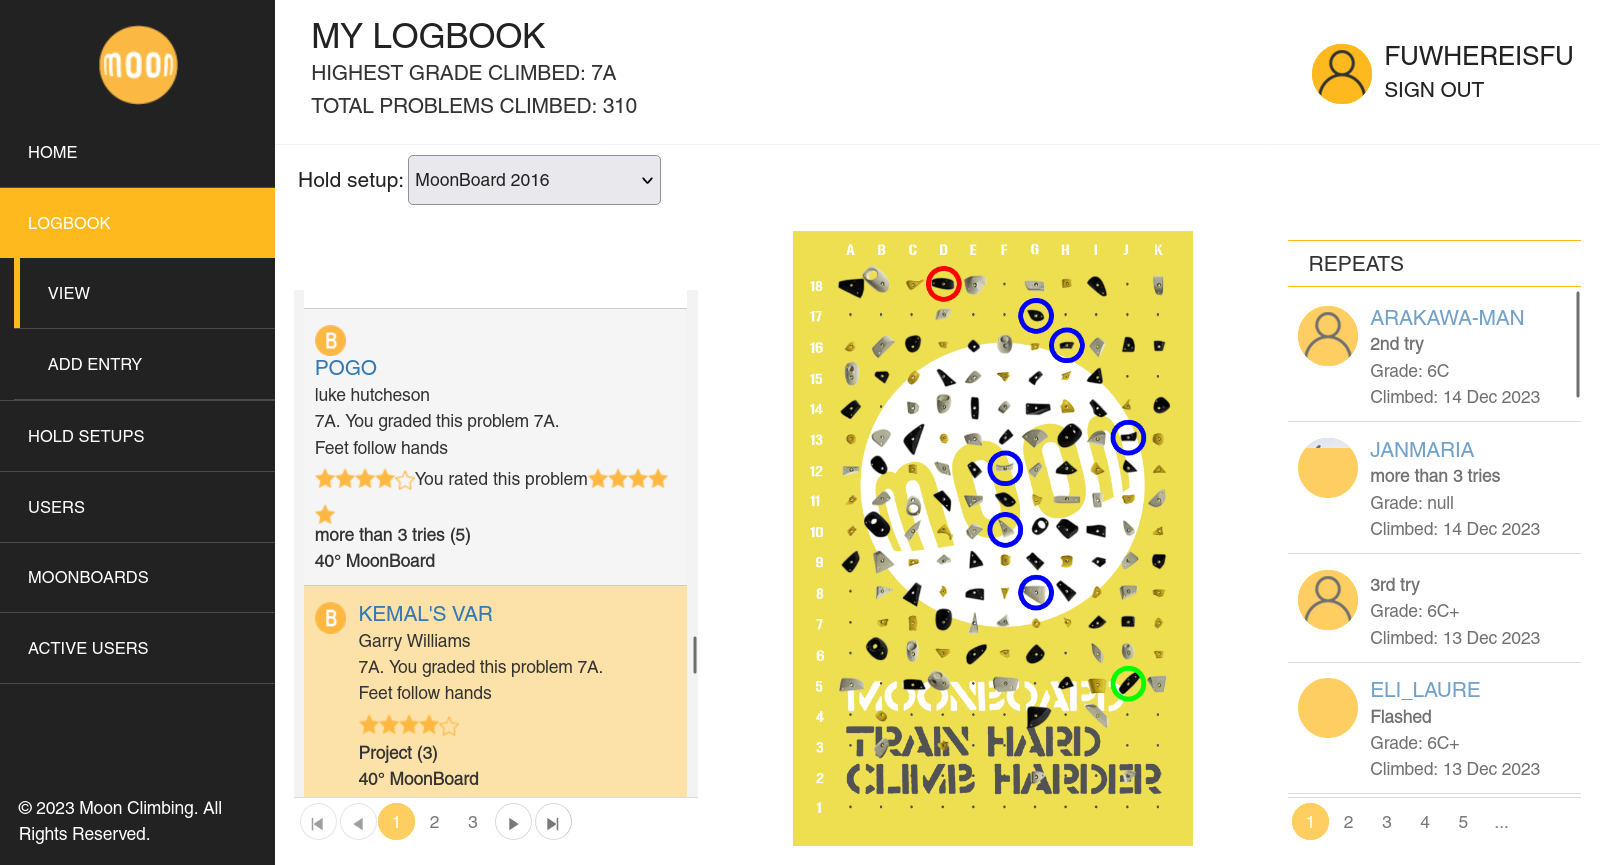 moon
HOME
LOGBOOK
VIEW
ADD ENTRY
HOLD SETUPS
USERS
MOONBOARDS
ACTIVE USERS
© 2023 Moon Climbing. All
Rights Reserved.
MY LOGBOOK
HIGHEST GRADE CLIMBED: 7A
TOTAL PROBLEMS CLIMBED: 310
FUWHEREISFU
SIGN OUT
Hold setup: MoonBoard 2016
B
POGO
luke hutcheson
7A. You graded this problem 7A.
Feet follow hands
You rated this problem
more than 3 tries (5)
40° MoonBoard
B
KEMAL'S VAR
Garry Williams
7A. You graded this problem 7A.
Feet follow hands
Project (3)
40° MoonBoard
1 2 3
A B C D E F G H I J K
18
17
16
15
14
13
12
11
10
9
8
7
6
5
4
3
2
1
moon
MOONBOARD
TRAIN HARD
CLIMB HARDER
REPEATS
ARAKAWA-MAN
2nd try
Grade: 6C
Climbed: 14 Dec 2023
JANMARIA
more than 3 tries
Grade: null
Climbed: 14 Dec 2023
3rd try
Grade: 6C+
Climbed: 13 Dec 2023
ELI_LAURE
Flashed
Grade: 6C+
Climbed: 13 Dec 2023
1 2 3 4 5 ...